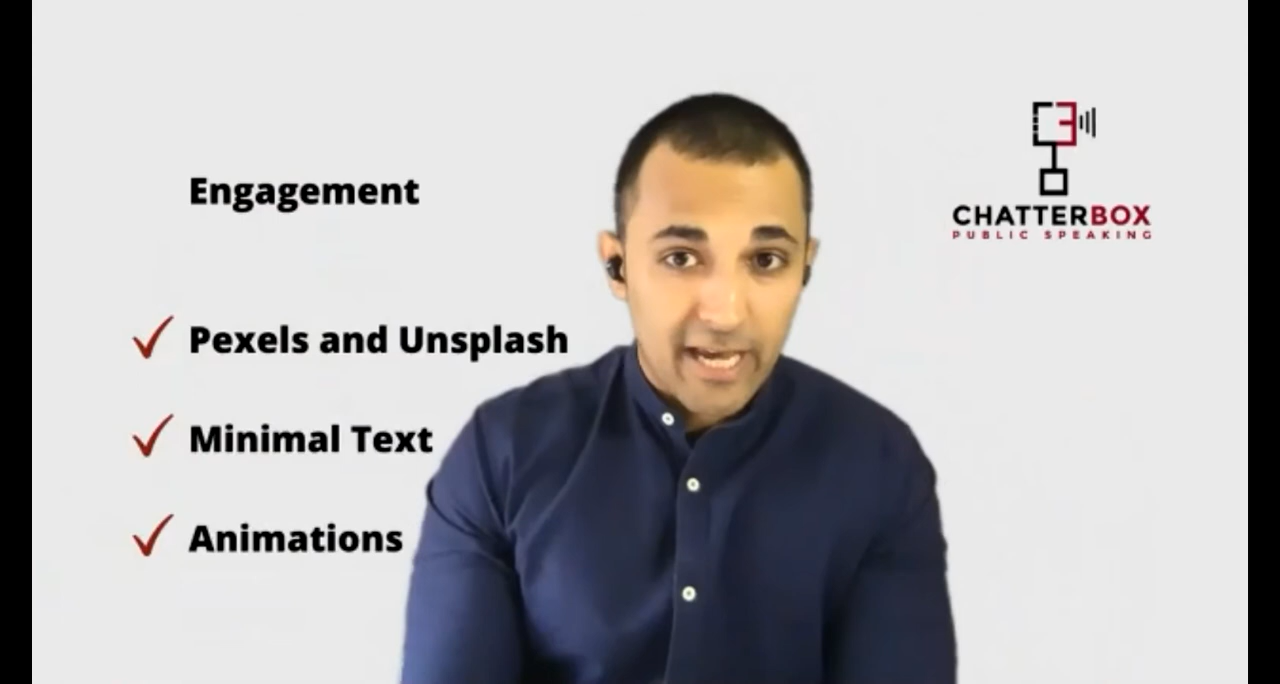 Engagement
Pexels and Unsplash
Minimal Text
Animations
CHATTERBOX
PUBLIC SPEAKING